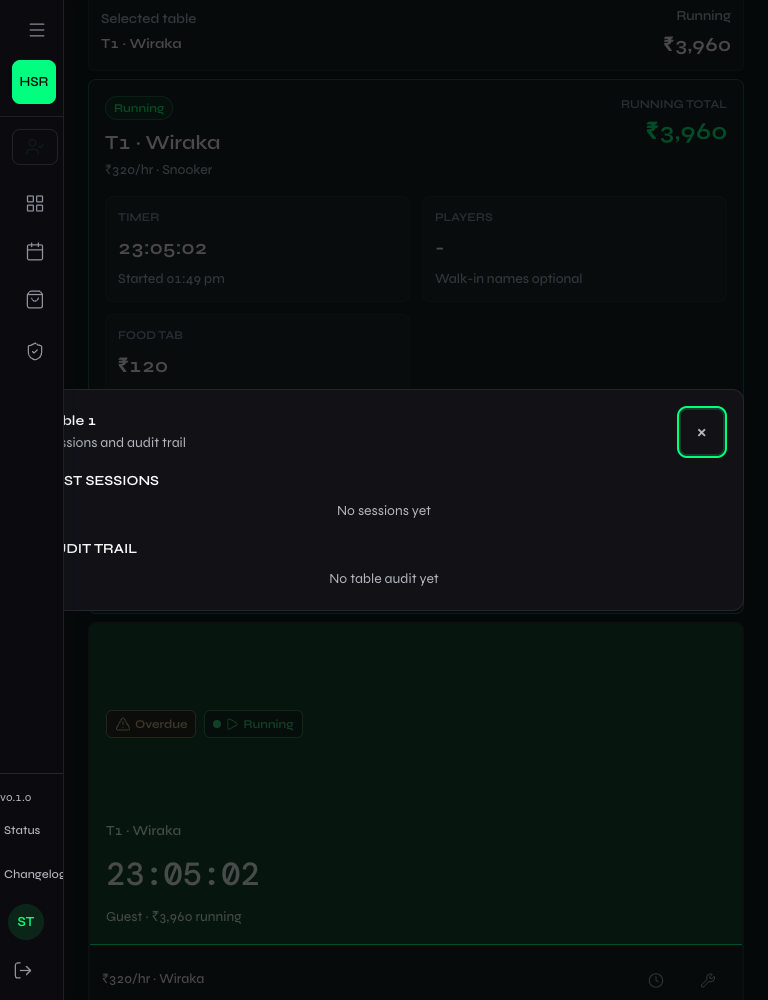 HSR
Selected table
Running
T1 · Wiraka
₹3,960
Running
RUNNING TOTAL
T1 · Wiraka
₹3,960
₹320/hr · Snooker
TIMER
23:05:02
Started 01:49 pm
PLAYERS
-
Walk-in names optional
FOOD TAB
₹120
ble 1
ssions and audit trail
×
ST SESSIONS
No sessions yet
UDIT TRAIL
No table audit yet
Overdue
Running
T1 · Wiraka
23:05:02
Guest · ₹3,960 running
₹320/hr · Wiraka
v0.1.0
Status
Changelog
ST